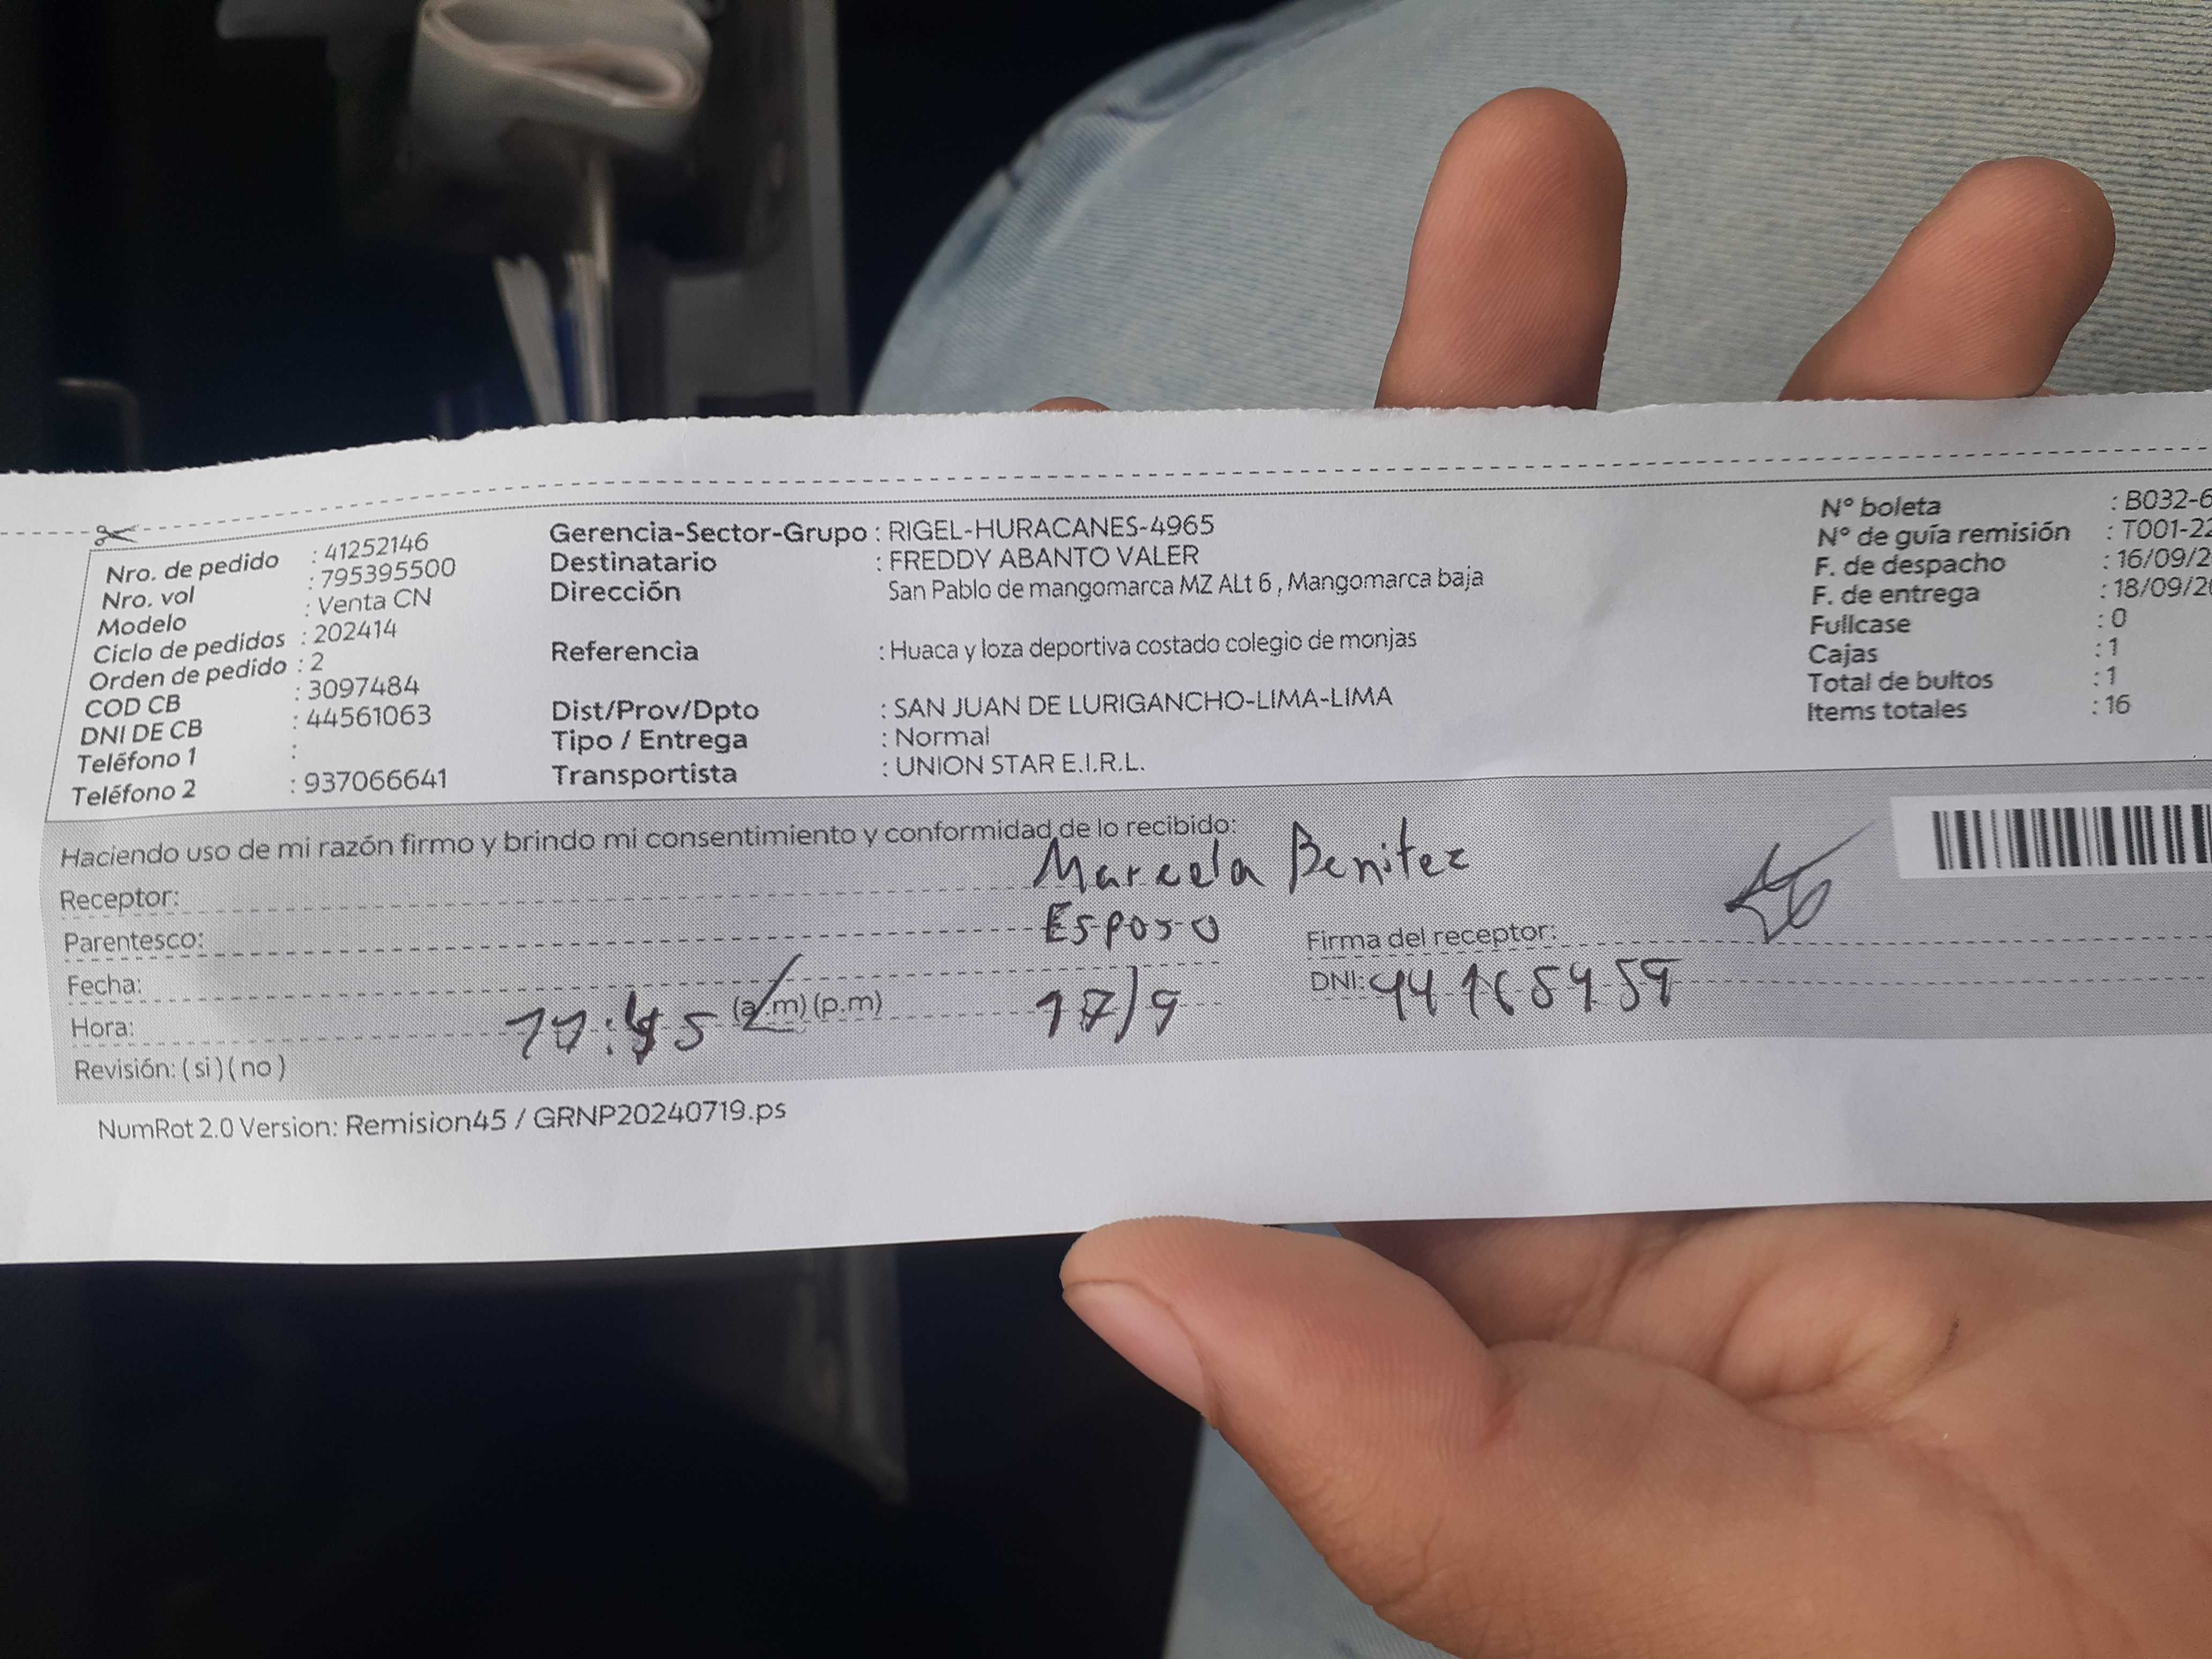 Nro. de pedido : 41252146
Nro. vol : 795395500
Modelo : Venta CN
Ciclo de pedidos : 202414
Orden de pedido : 2
COD CB : 3097484
DNI DE CB : 44561063
Teléfono 1 :
Teléfono 2 : 937066641
Gerencia-Sector-Grupo : RIGEL-HURACANES-4965
Destinatario : FREDDY ABANTO VALER
Dirección San Pablo de mangomarca MZ ALt 6 , Mangomarca baja
Referencia : Huaca y loza deportiva costado colegio de monjas
Dist/Prov/Dpto : SAN JUAN DE LURIGANCHO-LIMA-LIMA
Tipo / Entrega : Normal
Transportista : UNION STAR E.I.R.L.
N° boleta : B032-6
N° de guía remisión : T001-22
F. de despacho : 16/09/2
F. de entrega : 18/09/20
Fullcase : 0
Cajas : 1
Total de bultos : 1
Items totales : 16
Haciendo uso de mi razón firmo y brindo mi consentimiento y conformidad de lo recibido:
Receptor: Marcela Benitez
Parentesco: Esposo
Firma del receptor:
Fecha: 17/9
DNI:
Hora: 11:45 (a.m) (p.m)
Revisión: ( si ) ( no )
NumRot 2.0 Version: Remision45 / GRNP20240719.ps